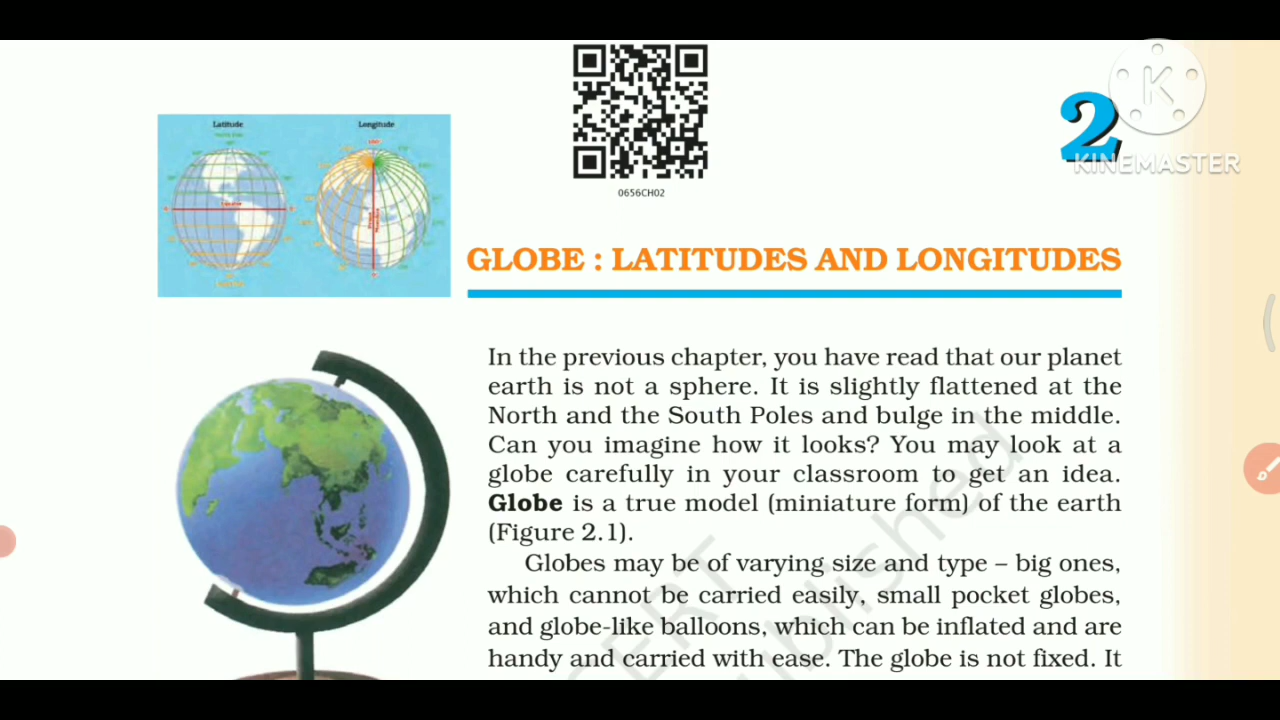 2
K
KINEMASTER
Latitude
Longitude
Equator
0656CH02
GLOBE : LATITUDES AND LONGITUDES
In the previous chapter, you have read that our planet
earth is not a sphere. It is slightly flattened at the
North and the South Poles and bulge in the middle.
Can you imagine how it looks? You may look at a
globe carefully in your classroom to get an idea.
Globe is a true model (miniature form) of the earth
(Figure 2.1).
Globes may be of varying size and type – big ones,
which cannot be carried easily, small pocket globes,
and globe-like balloons, which can be inflated and are
handy and carried with ease. The globe is not fixed. It